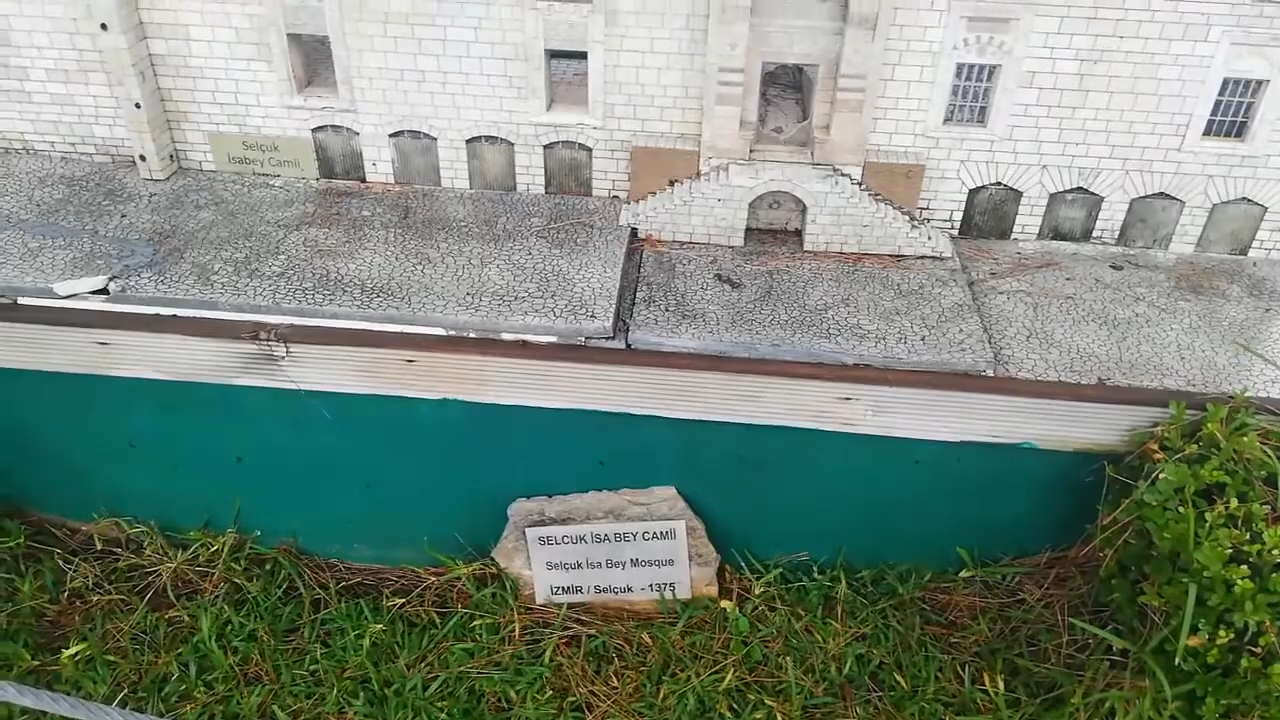 Selçuk
İsabey Camii
SELCUK İSA BEY CAMİİ
Selçuk İsa Bey Mosque
İZMİR / Selçuk - 1375